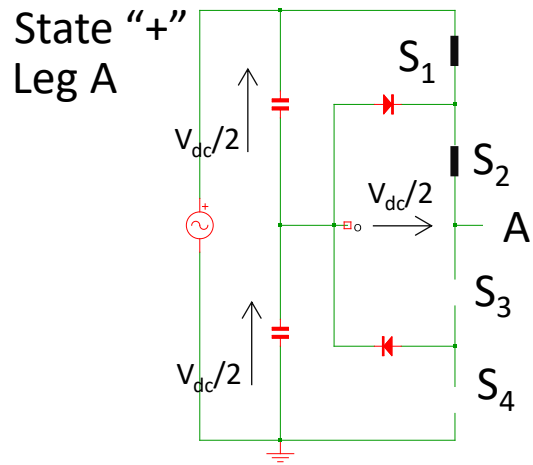 State “+”
Leg A
S1
Vdc/2
S2
Vdc/2
+
o
A
S3
Vdc/2
S4